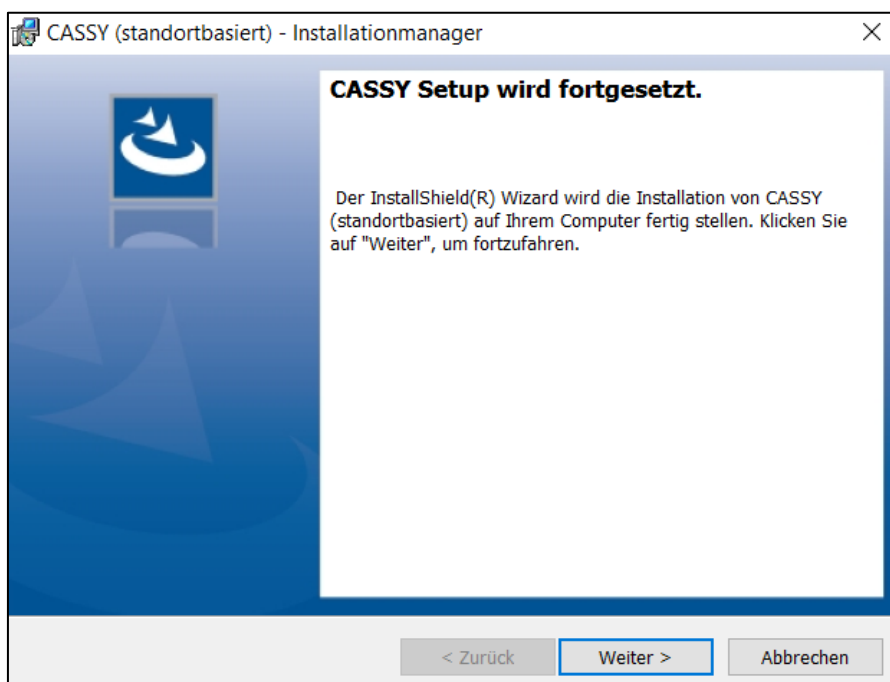 CASSY (standortbasiert) - Installationmanager
CASSY Setup wird fortgesetzt.
Der InstallShield(R) Wizard wird die Installation von CASSY
(standortbasiert) auf Ihrem Computer fertig stellen. Klicken Sie
auf "Weiter", um fortzufahren.
< Zurück
Weiter >
Abbrechen